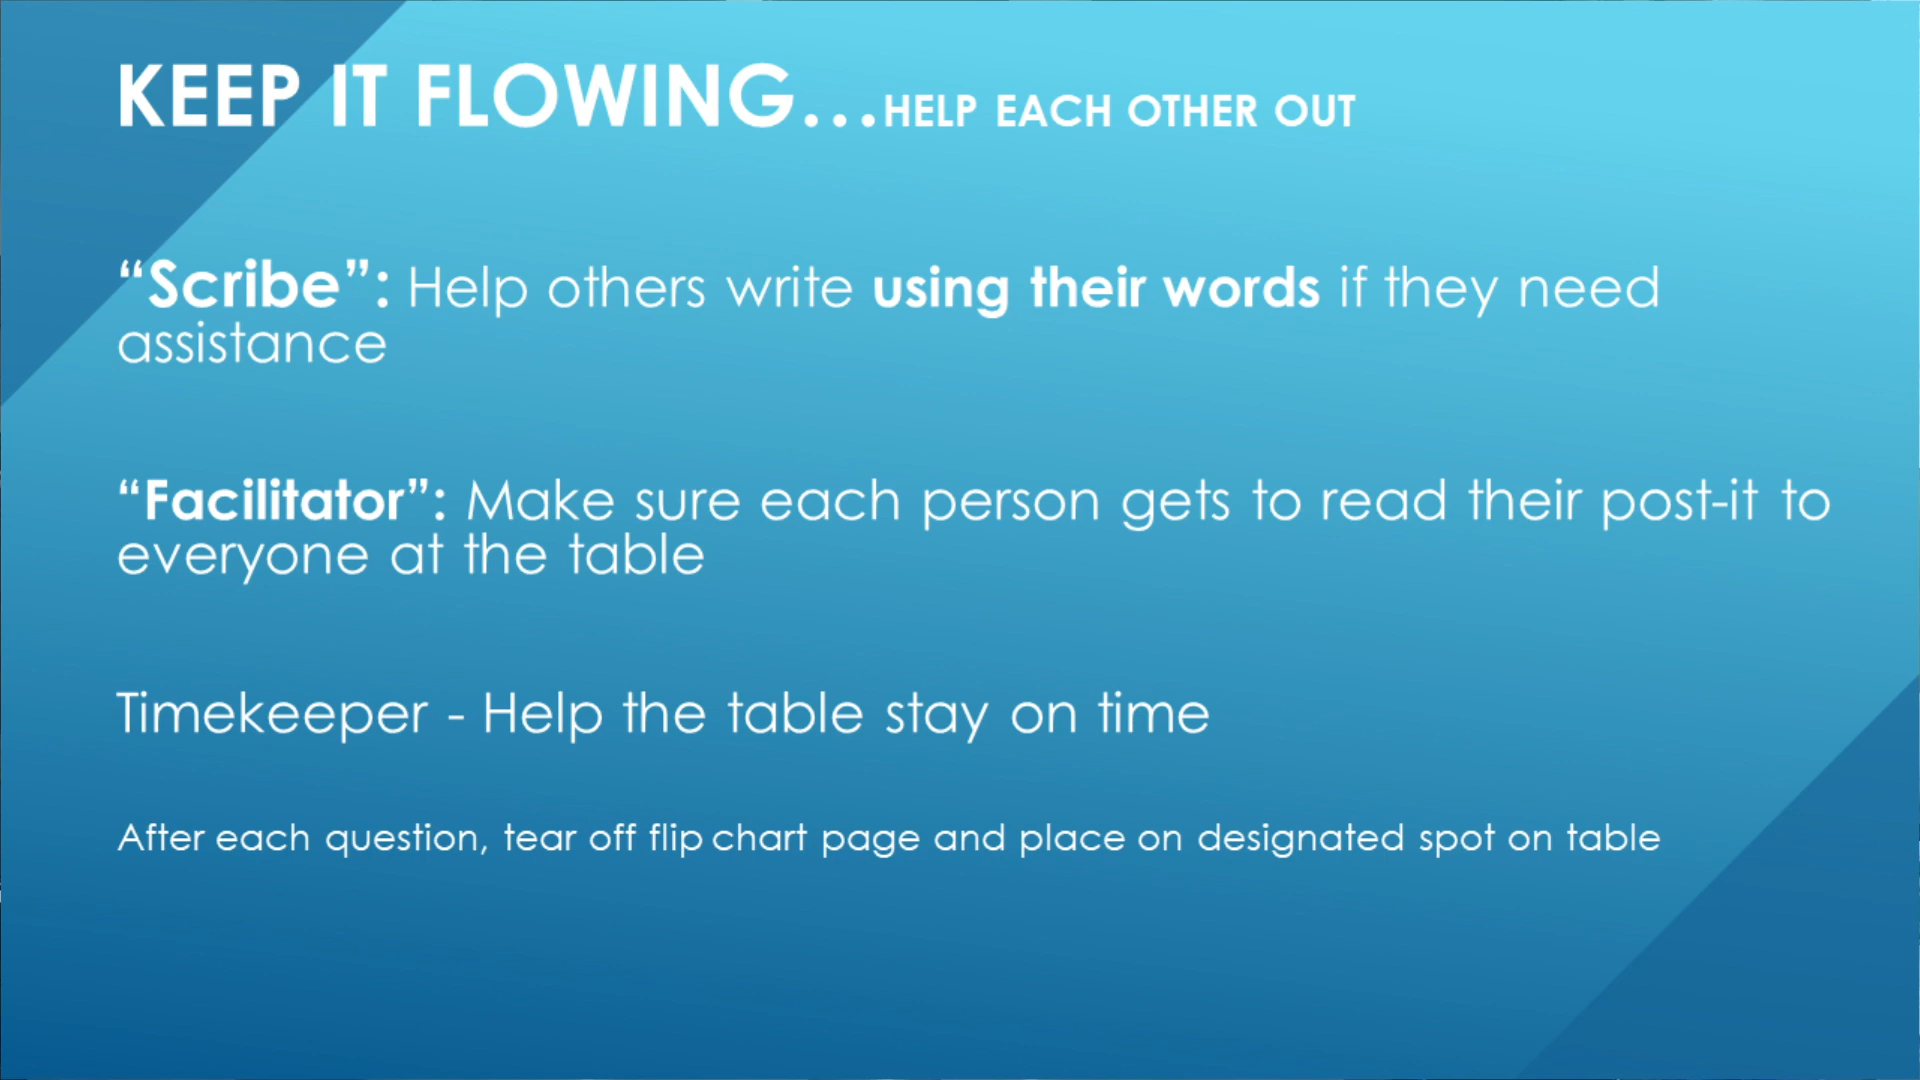 KEEP IT FLOWING...HELP EACH OTHER OUT
“Scribe”: Help others write using their words if they need
assistance
“Facilitator”: Make sure each person gets to read their post-it to
everyone at the table
Timekeeper - Help the table stay on time
After each question, tear off flip chart page and place on designated spot on table